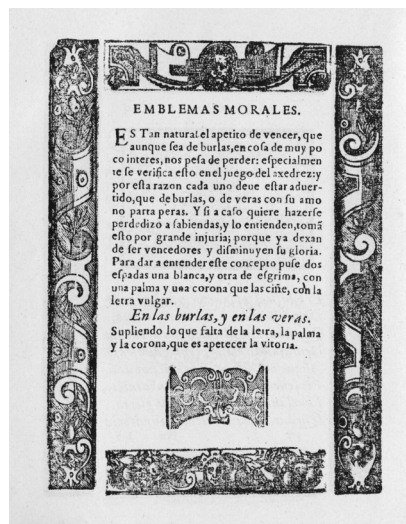 EMBLEMAS MORALES.
ES Tan natural el apetito de vencer, que
aunque sea de burlas, en cosa de muy po
co interes, nos pesa de perder: especialmen
te se verifica esto en el juego del axedrez: y
por esta razon cada uno deue estar aduer-
tido, que de burlas, o de veras con su amo
no parta peras. Y si a caso quiere hazerse
perdedizo a sabiendas, y lo entienden, tomã
esto por grande injuria; porque ya dexan
de ser vencedores y disminuyen su gloria.
Para dar a entender este concepto puse dos
espadas una blanca, y otra de esgrima, con
una palma y una corona que las ciñe, con la
letra vulgar.
En las burlas, y en las veras.
Supliendo lo que falta de la letra, la palma
y la corona, que es apetecer la vitoria.